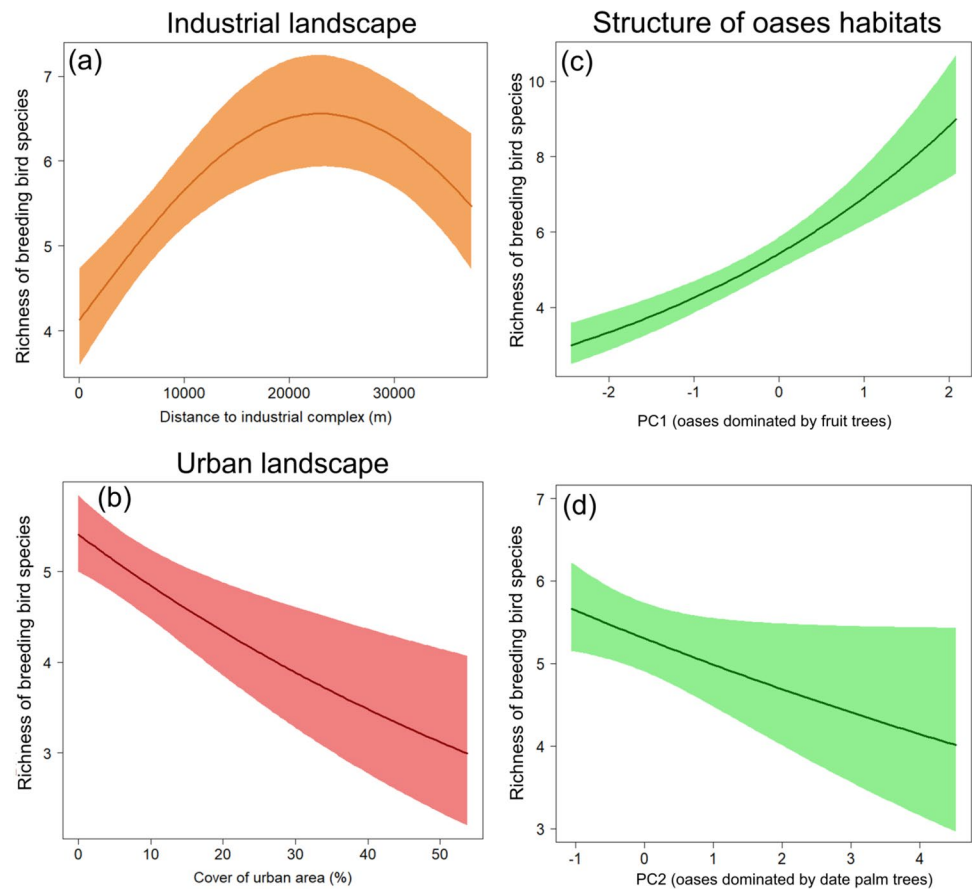 Industrial landscape
(a)
Richness of breeding bird species
7
6
5
4
0 10000 20000 30000
Distance to industrial complex (m)
Structure of oases habitats
(c)
Richness of breeding bird species
10
8
6
4
-2 -1 0 1 2
PC1 (oases dominated by fruit trees)
Urban landscape
(b)
Richness of breeding bird species
5
4
3
0 10 20 30 40 50
Cover of urban area (%)
(d)
Richness of breeding bird species
7
6
5
4
3
-1 0 1 2 3 4
PC2 (oases dominated by date palm trees)